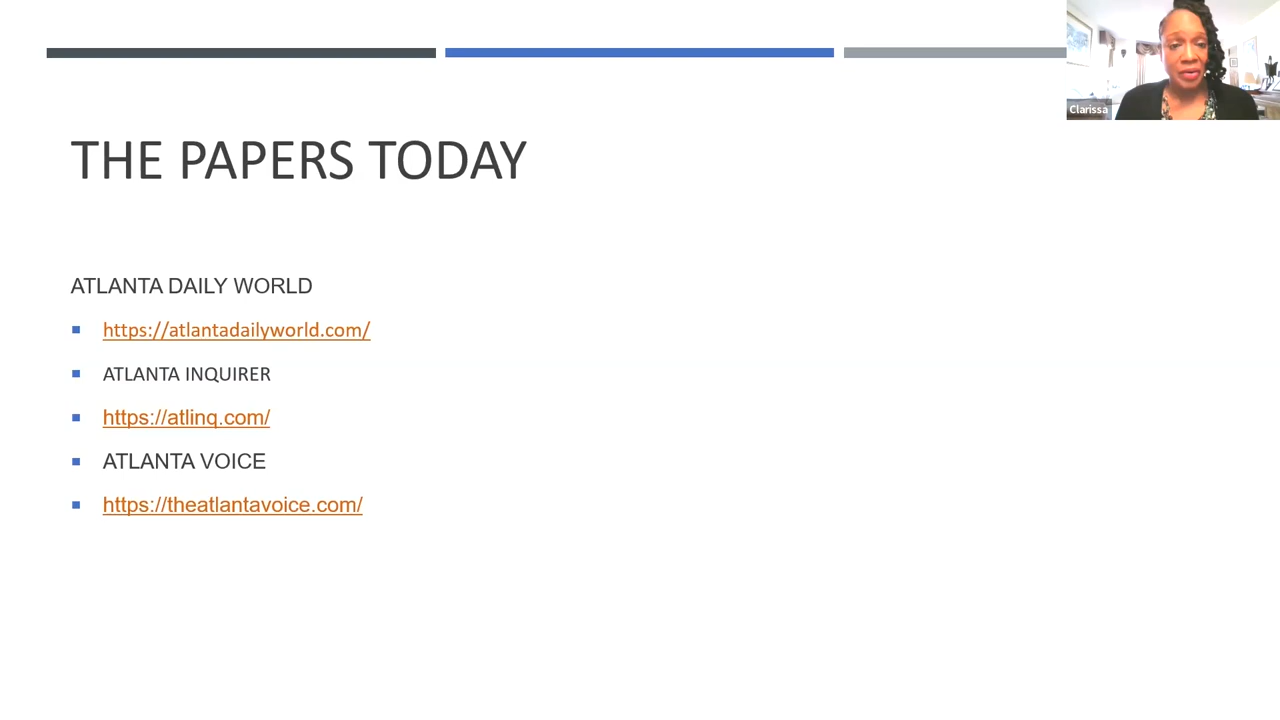 Clarissa
THE PAPERS TODAY
ATLANTA DAILY WORLD
https://atlantadailyworld.com/
ATLANTA INQUIRER
https://atlinq.com/
ATLANTA VOICE
https://theatlantavoice.com/